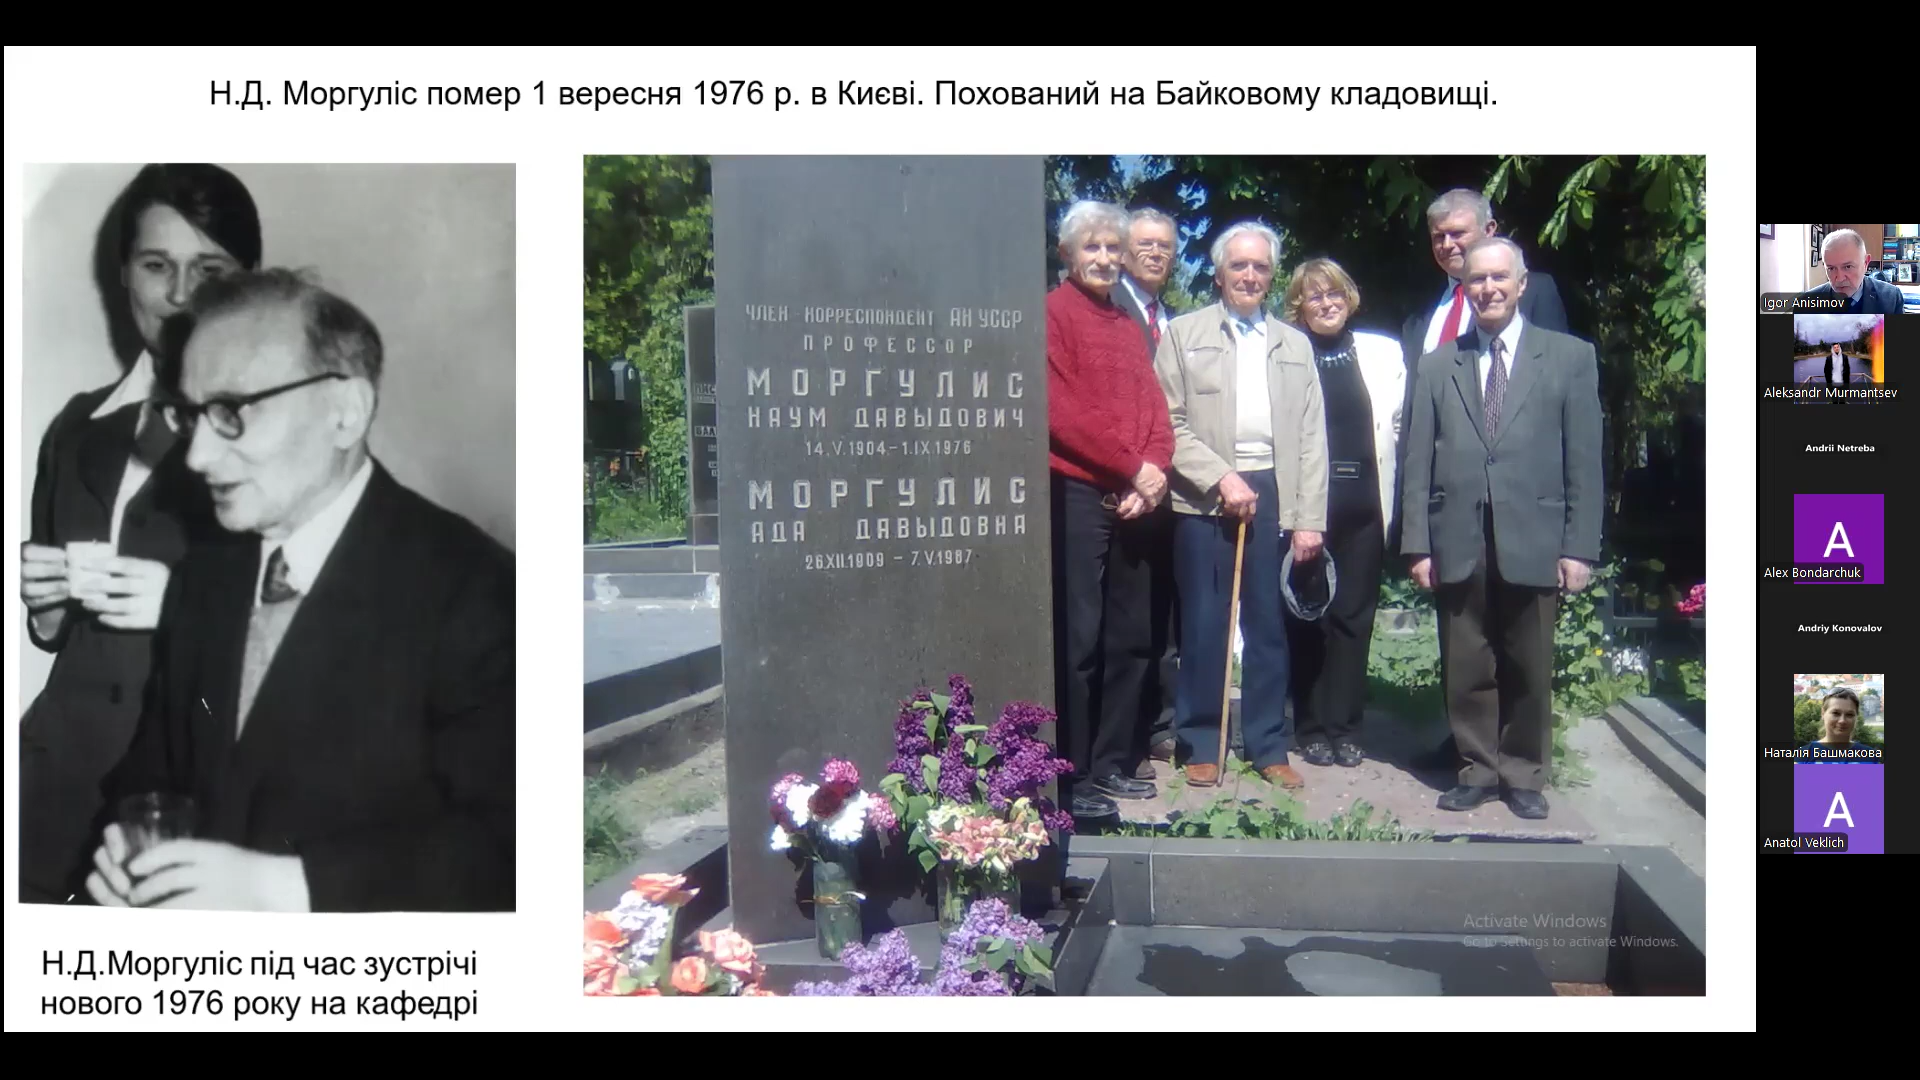 Н.Д. Моргуліс помер 1 вересня 1976 р. в Києві. Похований на Байковому кладовищі.
ЧЛЕН-КОРРЕСПОНДЕНТ АН УССР
ПРОФЕССОР
МОРГУЛИС
НАУМ ДАВЫДОВИЧ
14.V.1904–1.IX.1976
МОРГУЛИС
АДА ДАВЫДОВНА
26.XII.1909 – 7.V.1987
Н.Д.Моргуліс під час зустрічі
нового 1976 року на кафедрі
Activate Windows
Go to Settings to activate Windows.
Igor Anisimov
Aleksandr Murmantsev
Andrii Netreba
A
Alex Bondarchuk
Andriy Konovalov
Наталія Башмакова
A
Anatol Veklich